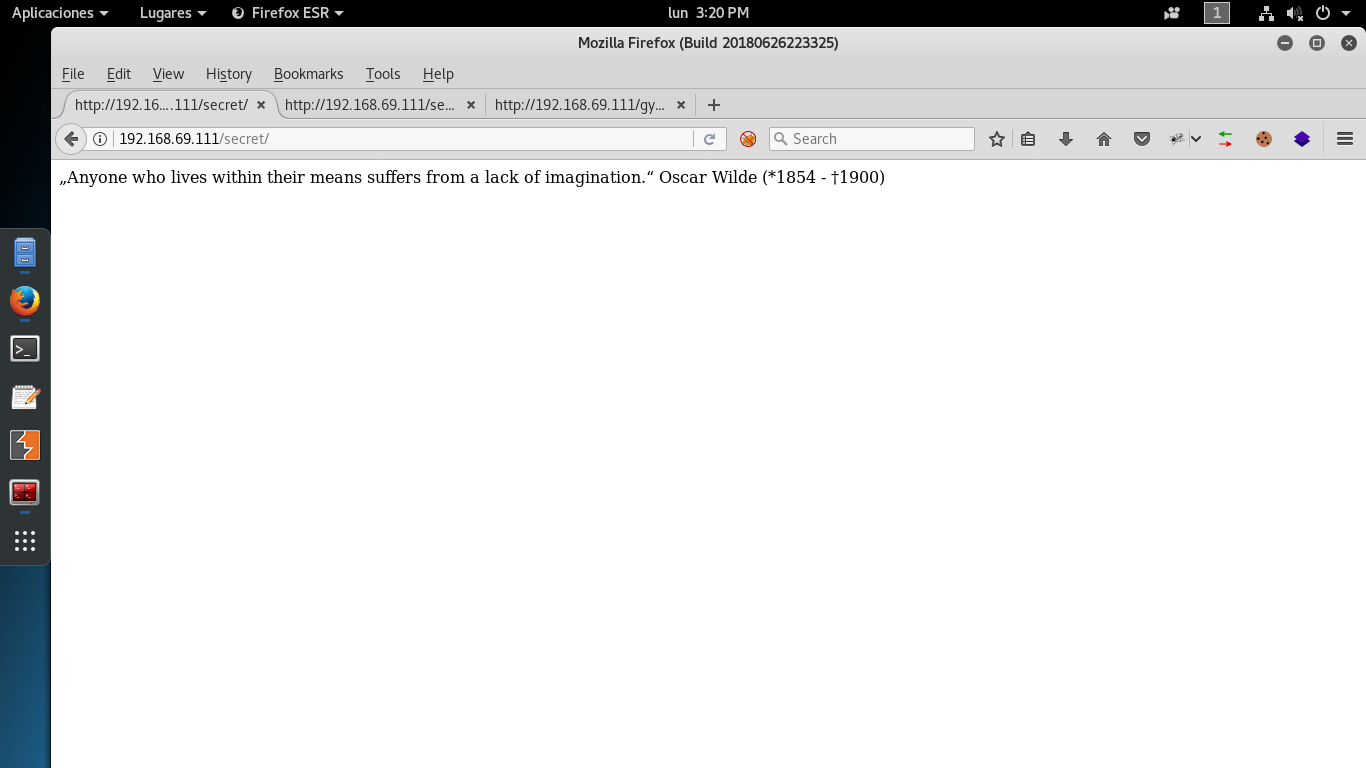 Aplicaciones Lugares Firefox ESR lun 3:20 PM 1
Mozilla Firefox (Build 20180626223325)
File Edit View History Bookmarks Tools Help
http://192.16... .111/secret/ http://192.168.69.111/se... http://192.168.69.111/gy...
192.168.69.111/secret/ Search
„Anyone who lives within their means suffers from a lack of imagination.“ Oscar Wilde (*1854 - †1900)